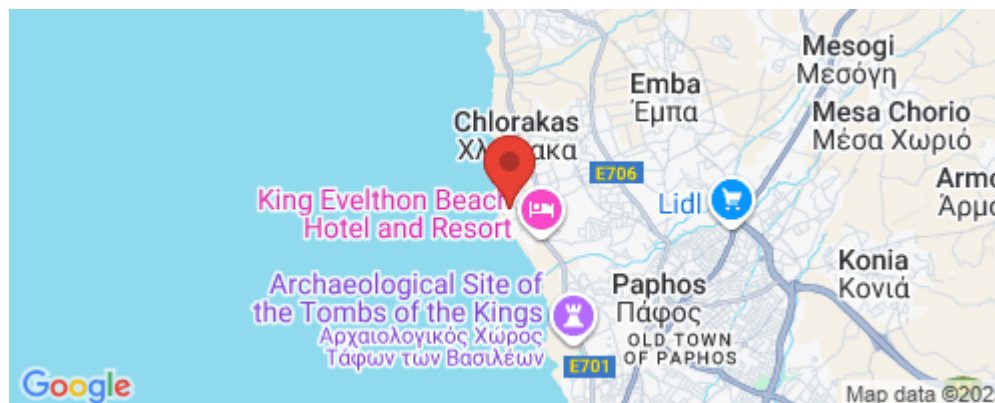 Mesogi
Μεσόγη
Emba
Έμπα
Mesa Chorio
Μέσα Χωριό
Chlorakas
E706
King Evelthon Beach
Hotel and Resort
Lidl
Konia
Κονιά
Archaeological Site of
the Tombs of the Kings
Αρχαιολογικός Χώρος
Τάφων των Βασιλέων
Paphos
Πάφος
OLD TOWN
OF PAPHOS
E701
Google
Map data